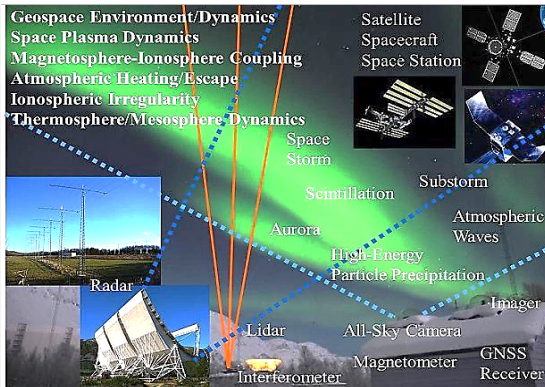 Geospace Environment/Dynamics
Space Plasma Dynamics
Magnetosphere-Ionosphere Coupling
Atmospheric Heating/Escape
Ionospheric Irregularity
Thermosphere/Mesosphere Dynamics
Satellite
Spacecraft
Space Station
Space
Storm
Substorm
Scintillation
Atmospheric
Waves
Aurora
High-Energy
Particle Precipitation
Radar
Imager
Lidar
All-Sky Camera
Magnetometer
GNSS
Receiver
Interferometer